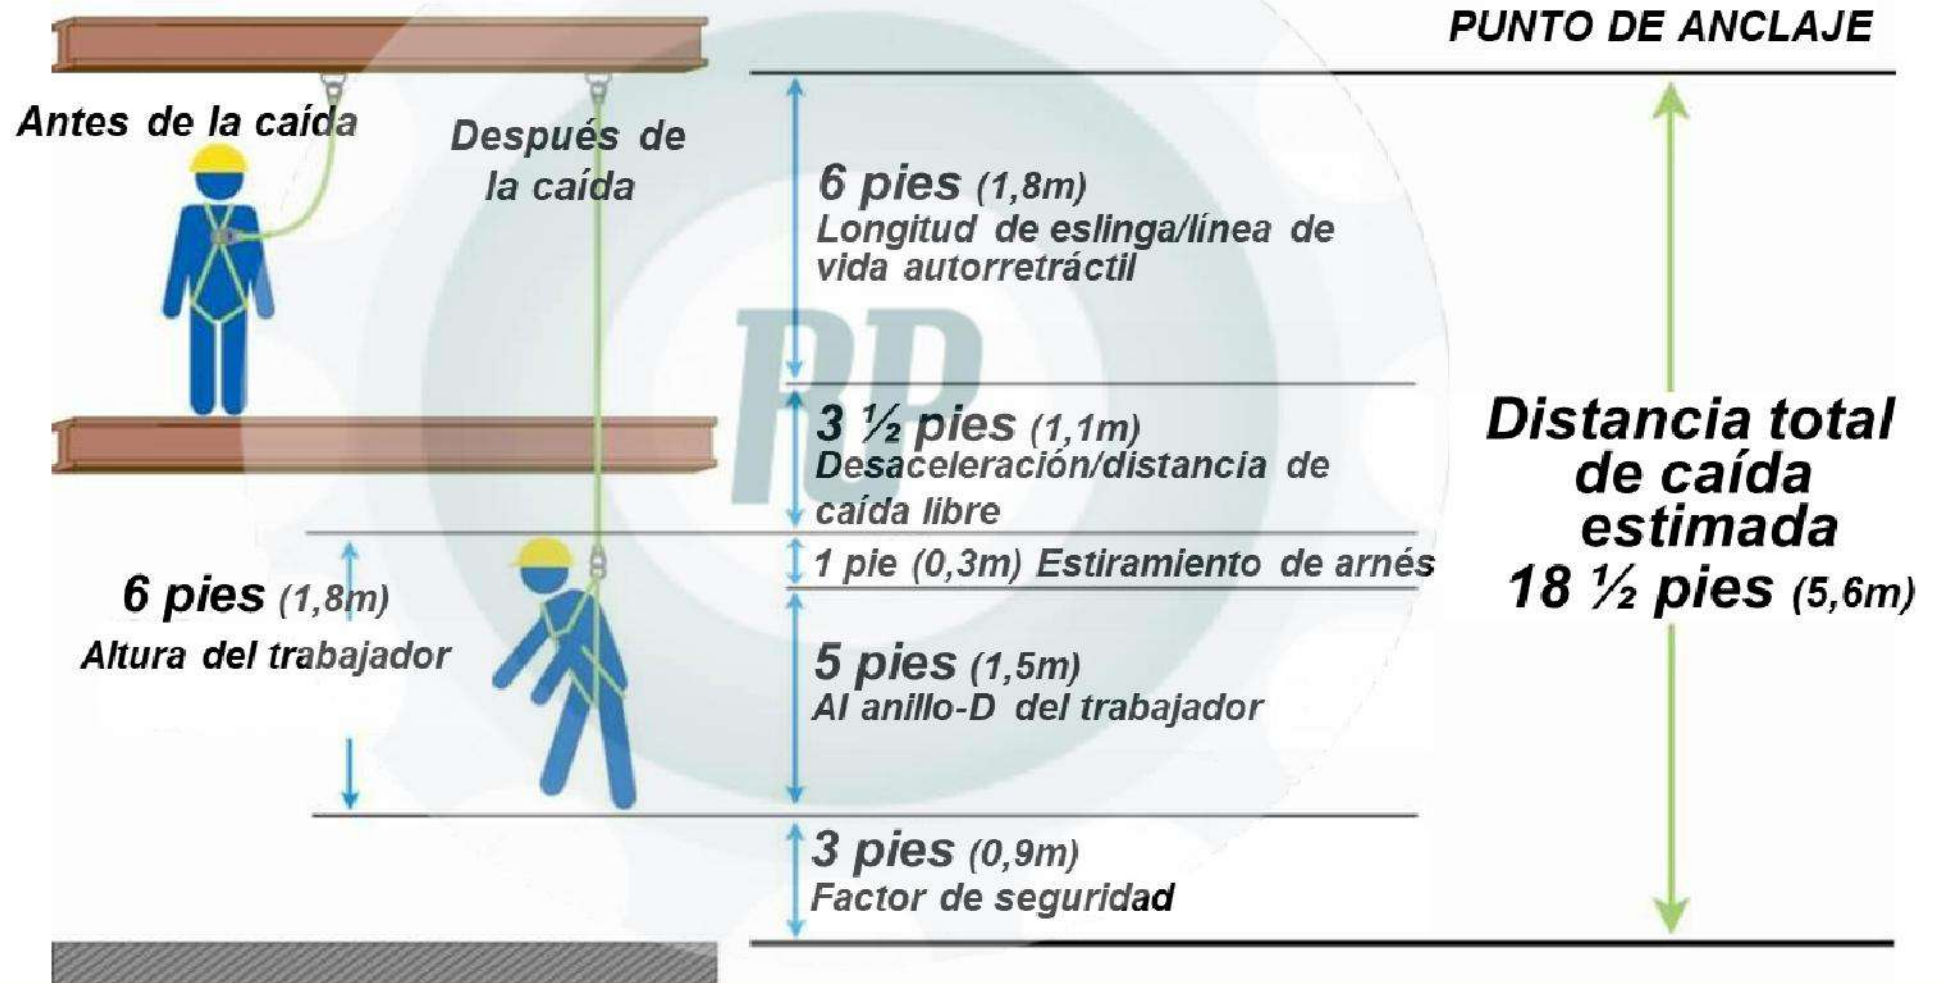 PUNTO DE ANCLAJE
Antes de la caída
Después de
la caída
6 pies (1,8m)
Longitud de eslinga/línea de
vida autorretráctil
RP
3 ½ pies (1,1m)
Desaceleración/distancia de
caída libre
1 pie (0,3m) Estiramiento de arnés
6 pies (1,8m)
Altura del trabajador
5 pies (1,5m)
Al anillo-D del trabajador
3 pies (0,9m)
Factor de seguridad
Distancia total
de caída
estimada
18 ½ pies (5,6m)